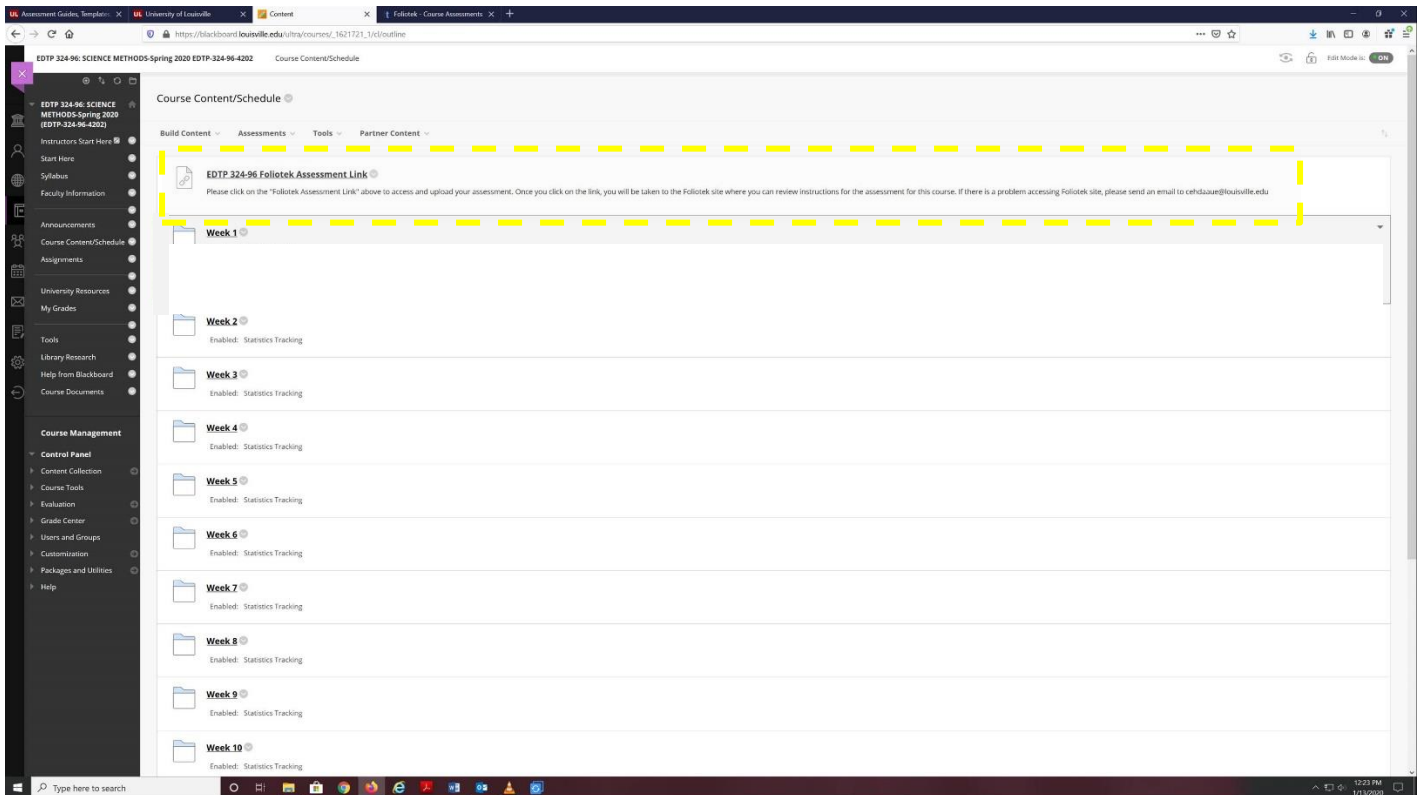 Assessment Guides, Templates
University of Louisville
Content
Foliotek - Course Assessments
https://blackboard.louisville.edu/ultra/courses/_1621721_1/cl/outline
EDTP 324-96: SCIENCE METHODS-Spring 2020 EDTP-324-96-4202 Course Content/Schedule
Edit Mode is: ON
EDTP 324-96: SCIENCE
METHODS-Spring 2020
(EDTP-324-96-4202)
Instructors Start Here
Start Here
Syllabus
Faculty Information
Announcements
Course Content/Schedule
Assignments
University Resources
My Grades
Tools
Library Research
Help from Blackboard
Course Documents
Course Management
Control Panel
Content Collection
Course Tools
Evaluation
Grade Center
Users and Groups
Customization
Packages and Utilities
Help
Course Content/Schedule
Build Content Assessments Tools Partner Content
EDTP 324-96 Foliotek Assessment Link
Please click on the "Foliotek Assessment Link" above to access and upload your assessment. Once you click on the link, you will be taken to the Foliotek site where you can review instructions for the assessment for this course. If there is a problem accessing Foliotek site, please send an email to cehdaaue@louisville.edu
Week 1
Week 2
Enabled: Statistics Tracking
Week 3
Enabled: Statistics Tracking
Week 4
Enabled: Statistics Tracking
Week 5
Enabled: Statistics Tracking
Week 6
Enabled: Statistics Tracking
Week 7
Enabled: Statistics Tracking
Week 8
Enabled: Statistics Tracking
Week 9
Enabled: Statistics Tracking
Week 10
Enabled: Statistics Tracking
Type here to search
12:23 PM
1/13/2020